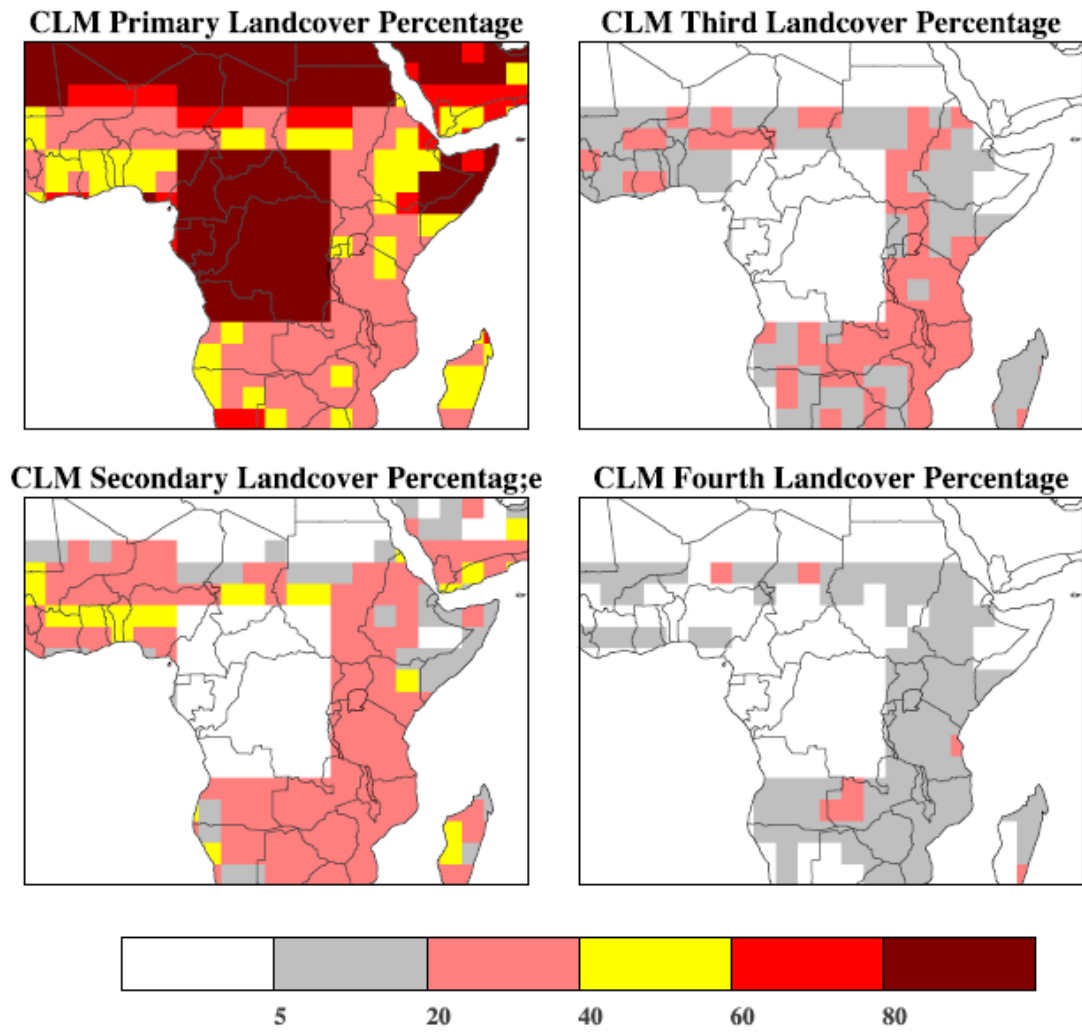 CLM Primary Landcover Percentage
CLM Third Landcover Percentage
CLM Secondary Landcover Percentag;e
CLM Fourth Landcover Percentage
5 20 40 60 80